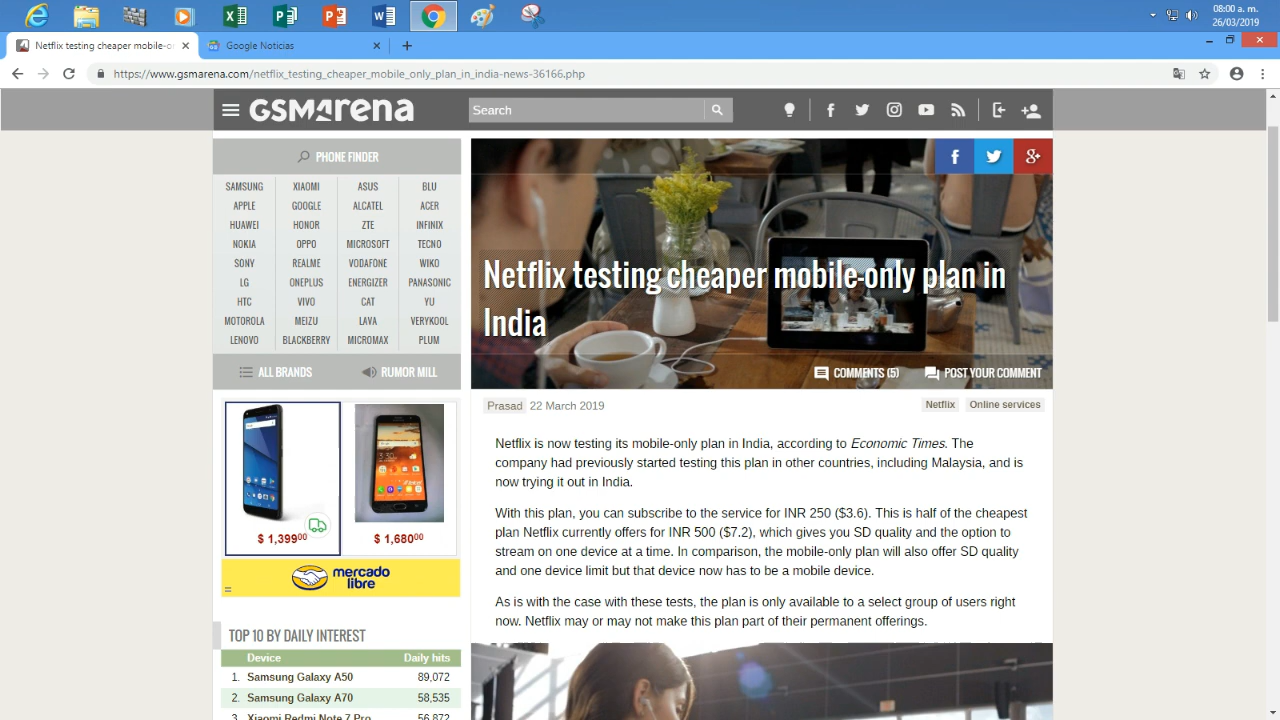 08:00 a. m.
26/03/2019
Netflix testing cheaper mobile-o
Google Noticias
https://www.gsmarena.com/netflix_testing_cheaper_mobile_only_plan_in_india-news-36166.php
GSMArena
Search
PHONE FINDER
SAMSUNG XIAOMI ASUS BLU
APPLE GOOGLE ALCATEL ACER
HUAWEI HONOR ZTE INFINIX
NOKIA OPPO MICROSOFT TECNO
SONY REALME VODAFONE WIKO
LG ONEPLUS ENERGIZER PANASONIC
HTC VIVO CAT YU
MOTOROLA MEIZU LAVA VERYKOOL
LENOVO BLACKBERRY MICROMAX PLUM
ALL BRANDS RUMOR MILL
$ 1,399⁰⁰ $ 1,680⁰⁰
mercado
libre
TOP 10 BY DAILY INTEREST
Device Daily hits
1. Samsung Galaxy A50 89,072
2. Samsung Galaxy A70 58,535
3. Xiaomi Redmi Note 7 Pro 56,872
Netflix testing cheaper mobile-only plan in
India
COMMENTS (5) POST YOUR COMMENT
Prasad 22 March 2019 Netflix Online services
Netflix is now testing its mobile-only plan in India, according to Economic Times. The
company had previously started testing this plan in other countries, including Malaysia, and is
now trying it out in India.
With this plan, you can subscribe to the service for INR 250 ($3.6). This is half of the cheapest
plan Netflix currently offers for INR 500 ($7.2), which gives you SD quality and the option to
stream on one device at a time. In comparison, the mobile-only plan will also offer SD quality
and one device limit but that device now has to be a mobile device.
As is with the case with these tests, the plan is only available to a select group of users right
now. Netflix may or may not make this plan part of their permanent offerings.